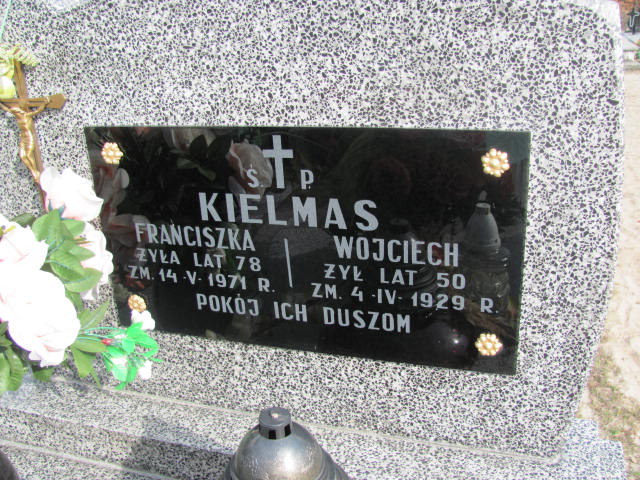 Ś. P.
KIELMAS
FRANCISZKA
ŻYŁA LAT 78
ZM. 14-V-1971 R.
WOJCIECH
ŻYŁ LAT 50
ZM. 4-IV-1929 R.
POKÓJ ICH DUSZOM